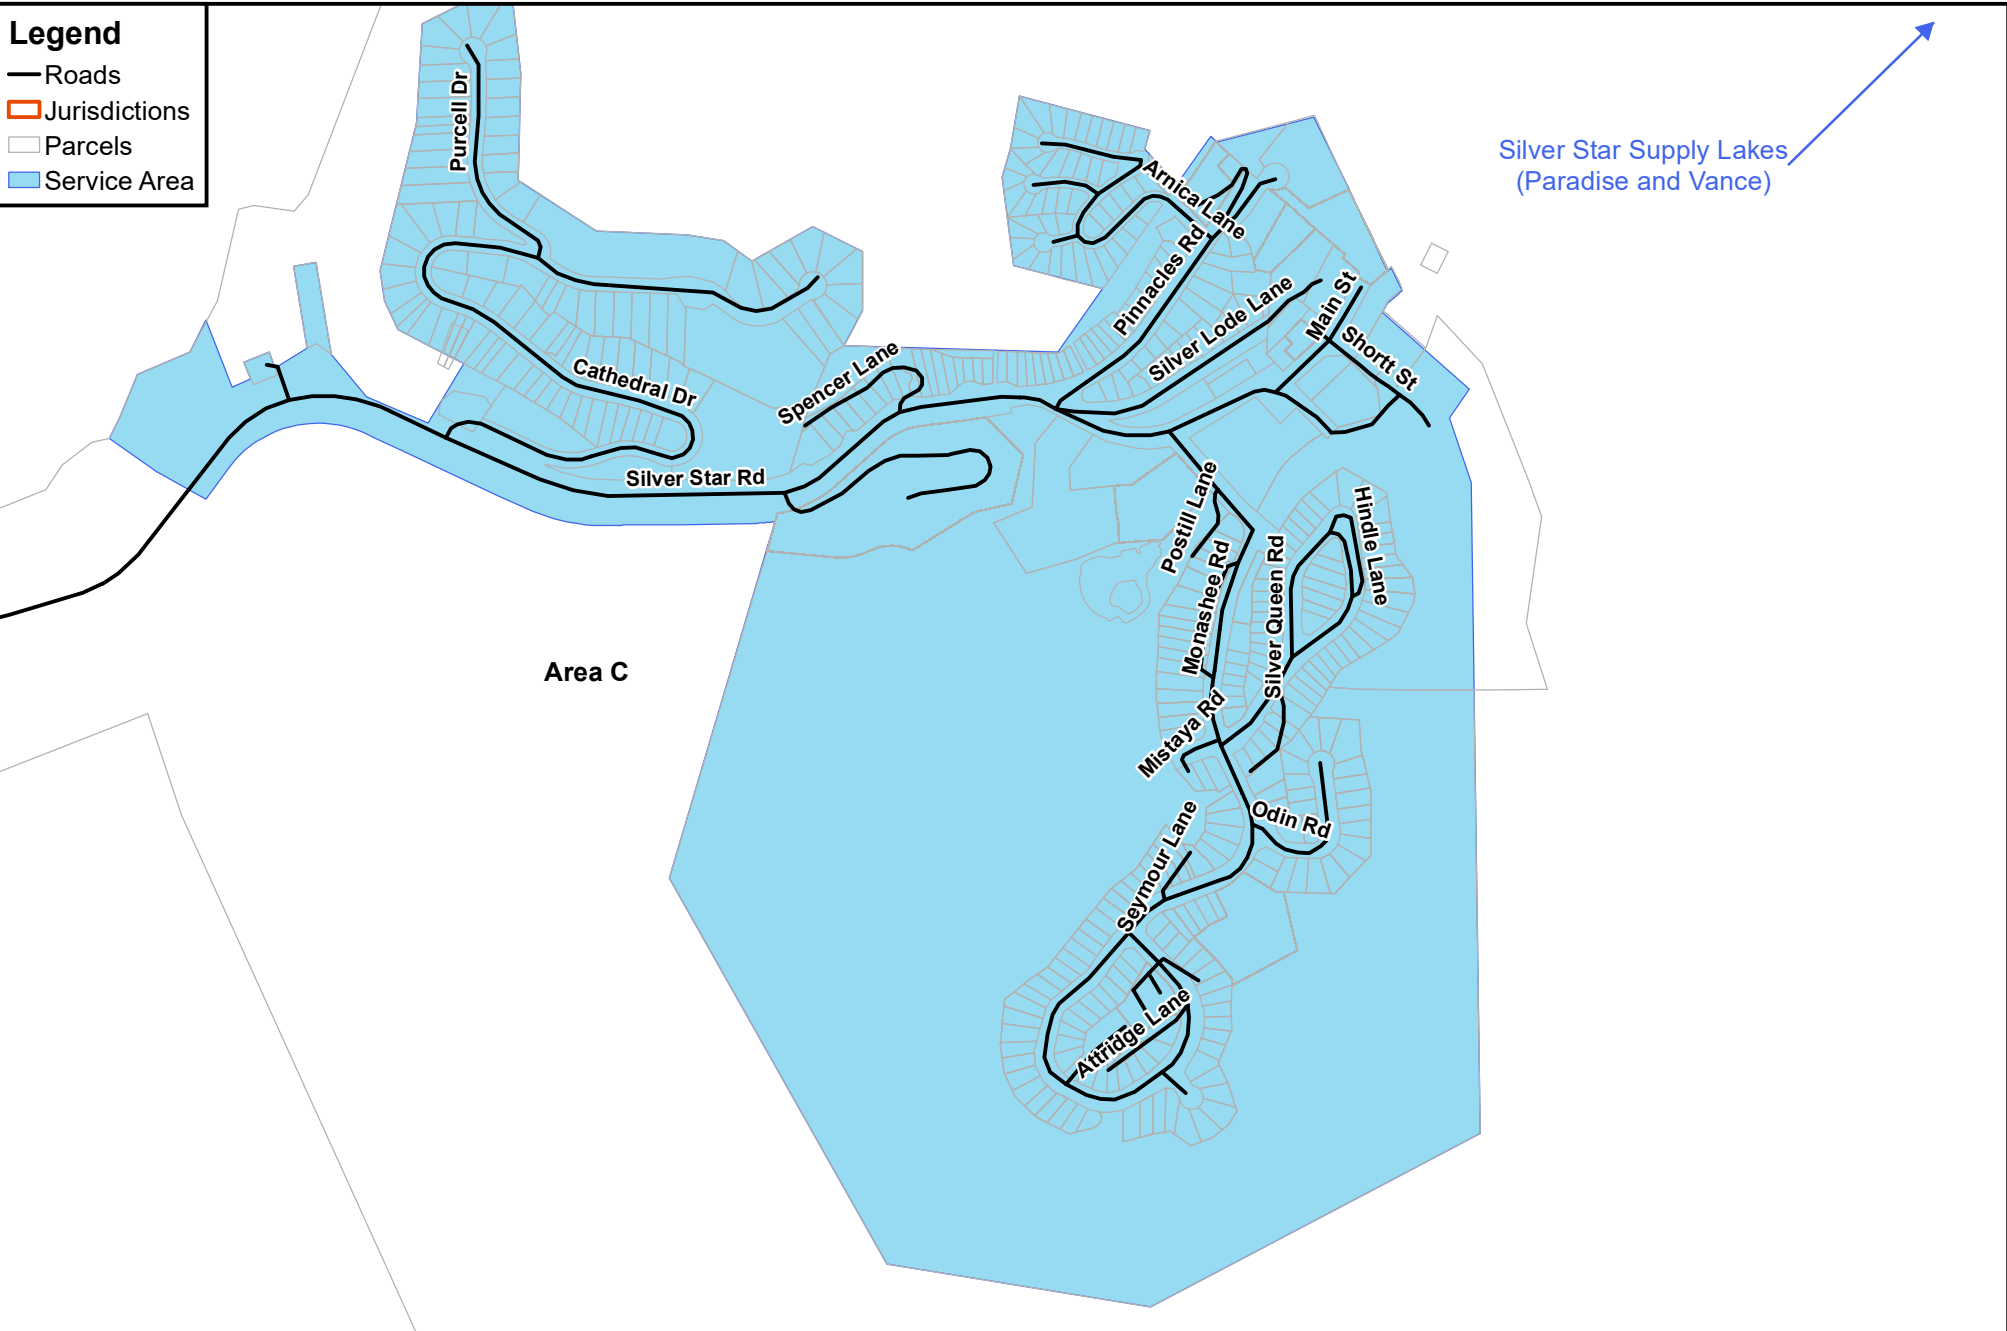 Legend
Roads
Jurisdictions
Parcels
Service Area
Purcell Dr
Silver Star Supply Lakes
(Paradise and Vance)
Arnica Lane
Pinnacles Rd
Silver Lode Lane
Main St
Shortt St
Cathedral Dr
Spencer Lane
Silver Star Rd
Postill Lane
Hindle Lane
Monashee Rd
Silver Queen Rd
Area C
Mistaya Rd
Odin Rd
Seymour Lane
Attridge Lane